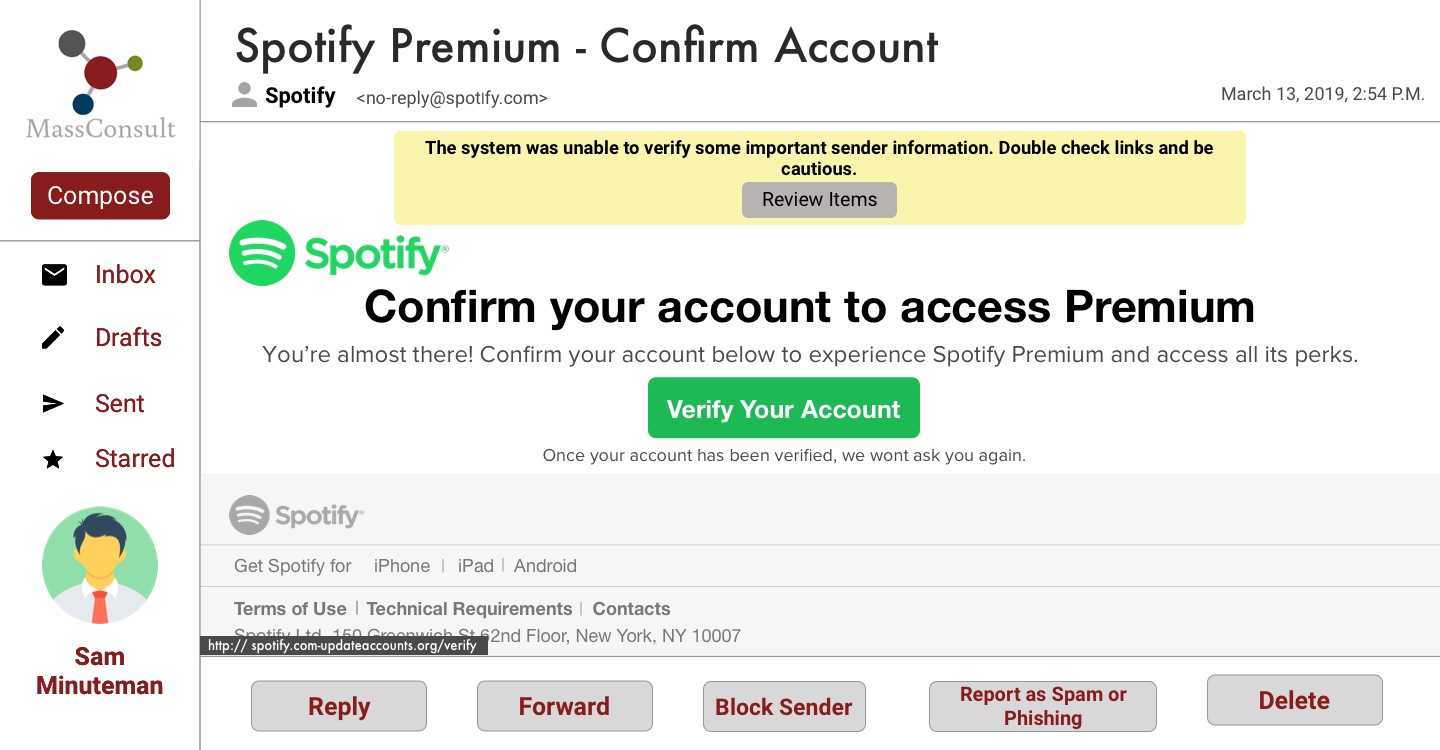 MassConsult
Compose
Inbox
Drafts
Sent
Starred
Sam
Minuteman
Spotify Premium - Confirm Account
Spotify <no-reply@spotlfy.com>
March 13, 2019, 2:54 P.M.
The system was unable to verify some important sender information. Double check links and be
cautious.
Review Items
Spotify®
Confirm your account to access Premium
You’re almost there! Confirm your account below to experience Spotify Premium and access all its perks.
Verify Your Account
Once your account has been verified, we wont ask you again.
Spotify®
Get Spotify for iPhone | iPad | Android
Terms of Use | Technical Requirements | Contacts
Spotify Ltd, 150 Greenwich St 62nd Floor, New York, NY 10007
http:// spotify.com-updateaccounts.org/verify
Reply
Forward
Block Sender
Report as Spam or
Phishing
Delete